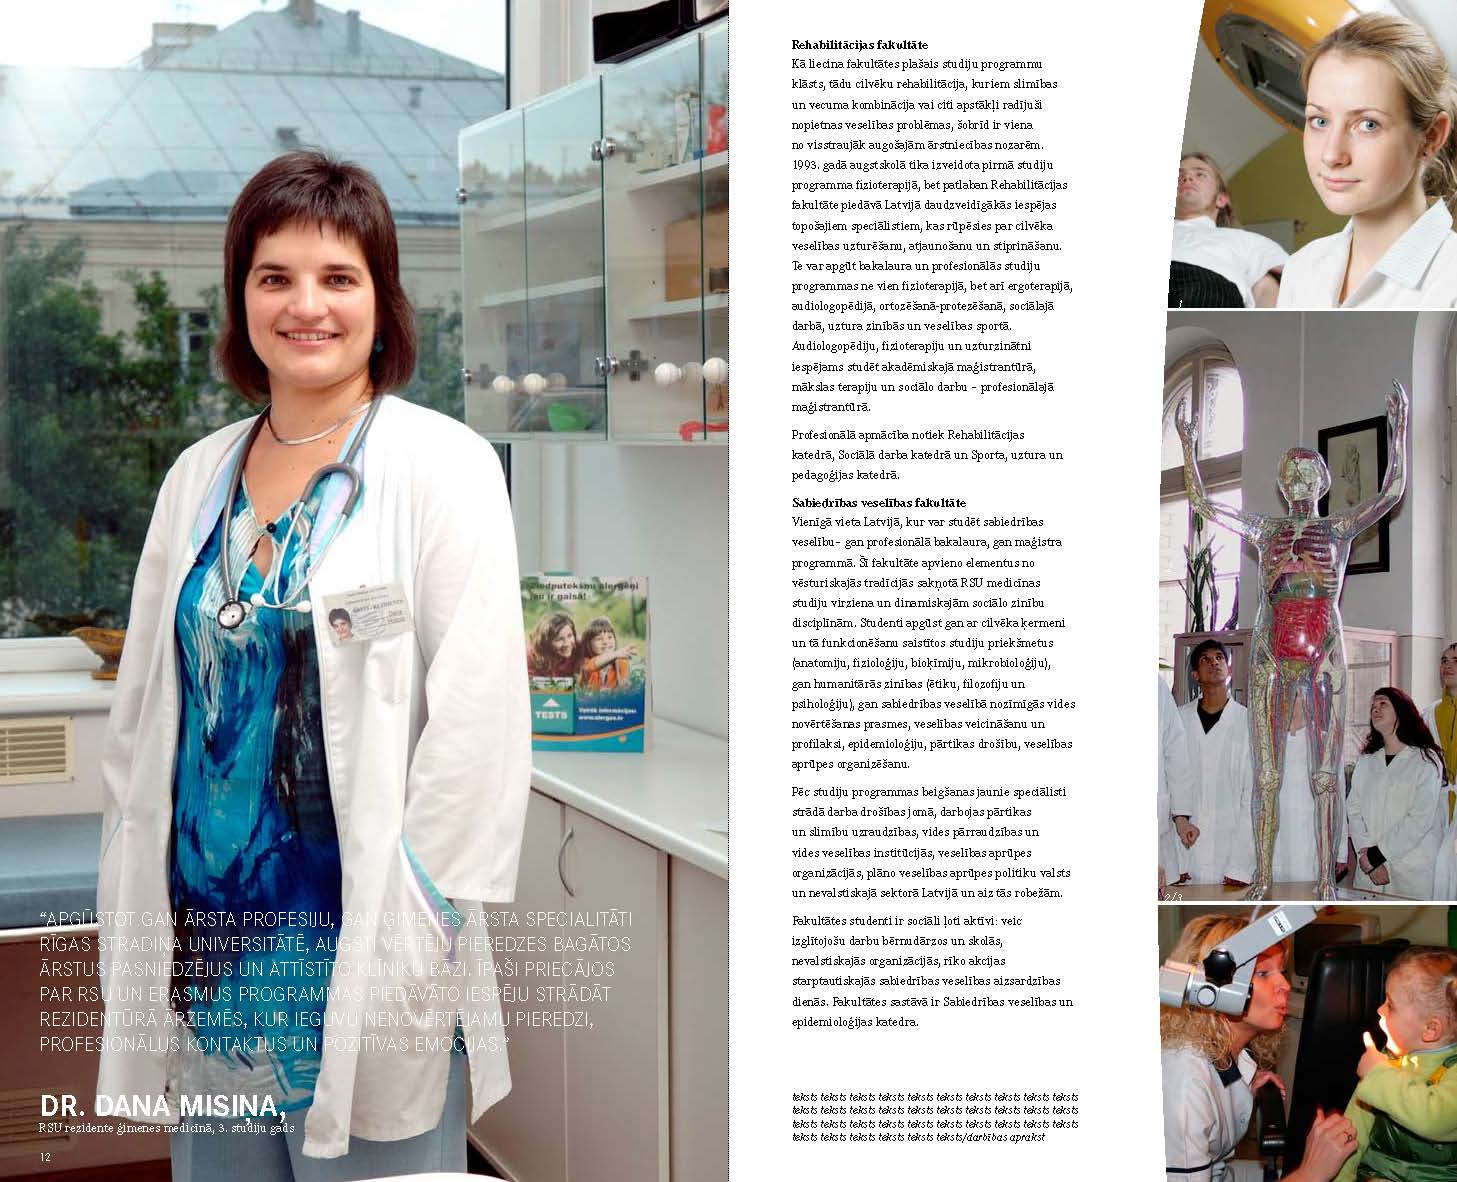 "APGŪSTOT GAN ĀRSTA PROFESIJU, GAN ĢIMENES ĀRSTA SPECIALITĀTI
RĪGAS STRADIŅA UNIVERSITĀTĒ, AUGSTI VĒRTĒJU PIEREDZES BAGĀTOS
ĀRSTUS PASNIEDZĒJUS UN ATTĪSTĪTO KLĪNIKU BĀZI. ĪPAŠI PRIECĀJOS
PAR RSU UN ERASMUS PROGRAMMAS PIEDĀVĀTO IESPĒJU STRĀDĀT
REZIDENTŪRĀ ĀRZEMĒS, KUR IEGUVU NENOVĒRTĒJAMU PIEREDZI,
PROFESIONĀLUS KONTAKTUS UN POZITĪVAS EMOCIJAS."
DR. DANA MISIŅA,
RSU rezidente ģimenes medicīnā, 3. studiju gads
12
Ziedputekšņu alergēni
jau ir gaisā!
TESTS
www.alergo.lv
Rehabilitācijas fakultāte
Kā liecina fakultātes plašais studiju programmu
klāsts, tādu cilvēku rehabilitācija, kuriem slimības
un vecuma kombinācija vai citi apstākļi radījuši
nopietnas veselības problēmas, šobrīd ir viena
no visstraujāk augošajām ārstniecības nozarēm.
1993. gadā augstskolā tika izveidota pirmā studiju
programma fizioterapijā, bet patlaban Rehabilitācijas
fakultāte piedāvā Latvijā daudzveidīgākās iespējas
topošajiem speciālistiem, kas rūpēsies par cilvēka
veselības uzturēšanu, atjaunošanu un stiprināšanu.
Te var apgūt bakalaura un profesionālās studiju
programmas ne vien fizioterapijā, bet arī ergoterapijā,
audiologopēdijā, ortozēšanā-protezēšanā, sociālajā
darbā, uztura zinībās un veselības sportā.
Audiologopēdiju, fizioterapiju un uzturzinātni
iespējams studēt akadēmiskajā maģistrantūrā,
mākslas terapiju un sociālo darbu – profesionālajā
maģistrantūrā.
Profesionālā apmācība notiek Rehabilitācijas
katedrā, Sociālā darba katedrā un Sporta, uztura un
pedagoģijas katedrā.
Sabiedrības veselības fakultāte
Vienīgā vieta Latvijā, kur var studēt sabiedrības
veselību– gan profesionālā bakalaura, gan maģistra
programmā. Šī fakultāte apvieno elementus no
vēsturiskajās tradīcijās sakņotā RSU medicīnas
studiju virziena un dinamiskajām sociālo zinību
disciplīnām. Studenti apgūst gan ar cilvēka ķermeni
un tā funkcionēšanu saistītos studiju priekšmetus
(anatomiju, fizioloģiju, bioķīmiju, mikrobioloģiju),
gan humanitārās zinības (ētiku, filozofiju un
psiholoģiju), gan sabiedrības veselībā nozīmīgās vides
novērtēšanas prasmes, veselības veicināšanu un
profilaksi, epidemioloģiju, pārtikas drošību, veselības
aprūpes organizēšanu.
Pēc studiju programmas beigšanas jaunie speciālisti
strādā darba drošības jomā, darbojas pārtikas
un slimību uzraudzības, vides pārraudzības un
vides veselības institūcijās, veselības aprūpes
organizācijās, plāno veselības aprūpes politiku valsts
un nevalstiskajā sektorā Latvijā un aiz tās robežām.
Fakultātes studenti ir sociāli ļoti aktīvi: veic
izglītojošu darbu bērnudārzos un skolās,
nevalstiskajās organizācijās, rīko akcijas
starptautiskajās sabiedrības veselības aizsardzības
dienās. Fakultātes sastāvā ir Sabiedrības veselības un
epidemioloģijas katedra.
teksts teksts teksts teksts teksts teksts teksts teksts teksts teksts
teksts teksts teksts teksts teksts teksts teksts teksts teksts teksts
teksts teksts teksts teksts teksts teksts teksts teksts teksts teksts
teksts teksts teksts teksts teksts teksts/darbības aprakst
1
2/3